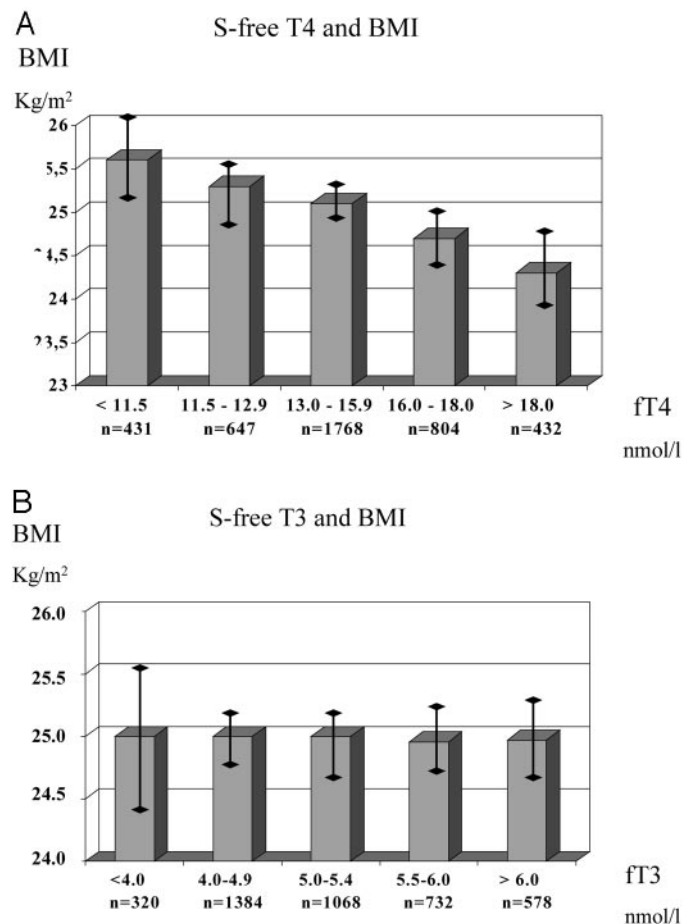 A
S-free T4 and BMI
BMI
Kg/m²
26
5,5
25
24,5
24
23,5
23
< 11.5 11.5 - 12.9 13.0 - 15.9 16.0 - 18.0 > 18.0 fT4
n=431 n=647 n=1768 n=804 n=432
nmol/l
B
S-free T3 and BMI
BMI
Kg/m²
26.0
25.5
25.0
24.5
24.0
<4.0 4.0-4.9 5.0-5.4 5.5-6.0 > 6.0 fT3
n=320 n=1384 n=1068 n=732 n=578
nmol/l